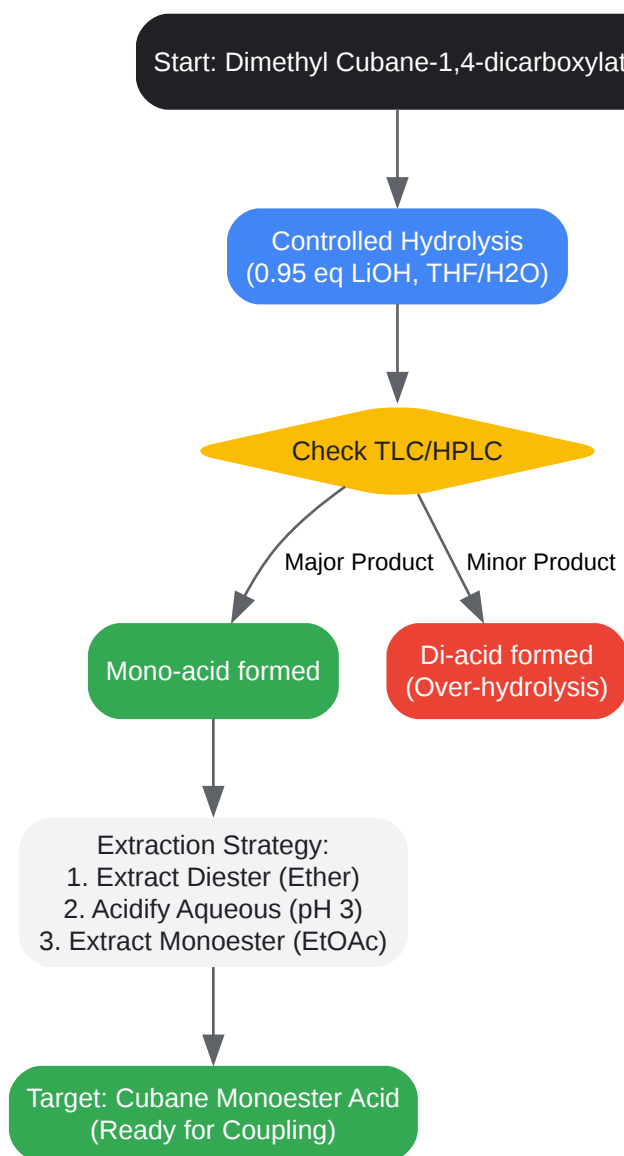 Start: Dimethyl Cubane-1,4-dicarboxylat
Controlled Hydrolysis
(0.95 eq LiOH, THF/H2O)
Check TLC/HPLC
Major Product
Minor Product
Mono-acid formed
Di-acid formed
(Over-hydrolysis)
Extraction Strategy:
1. Extract Diester (Ether)
2. Acidify Aqueous (pH 3)
3. Extract Monoester (EtOAc)
Target: Cubane Monoester Acid
(Ready for Coupling)